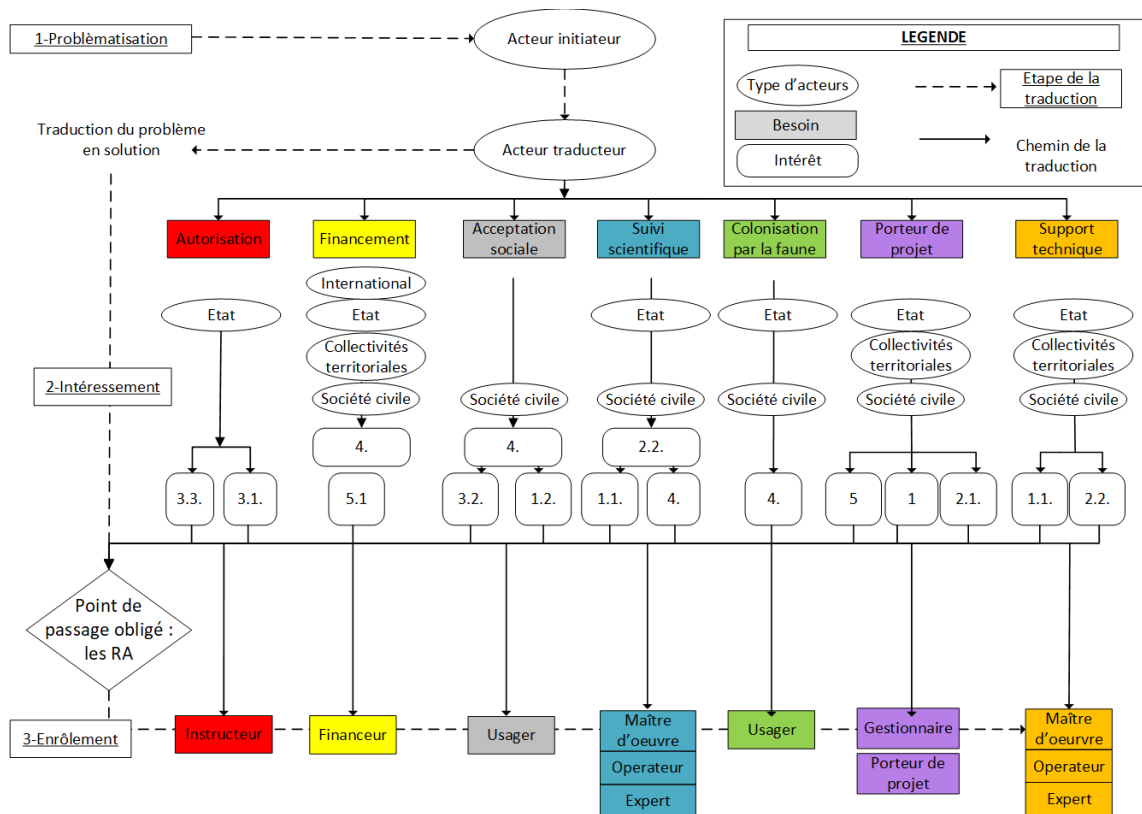 1-Problèmatisation
Acteur initiateur
LEGENDE
Type d'acteurs
Etape de la
traduction
Besoin
Intérêt
Chemin de la
traduction
Traduction du problème
en solution
Acteur traducteur
Autorisation
Financement
Acceptation
sociale
Suivi
scientifique
Colonisation
par la faune
Porteur de
projet
Support
technique
International
Etat
Etat
Etat
Etat
Etat
Etat
Collectivités
territoriales
Collectivités
territoriales
Collectivités
territoriales
2-Intéressement
Société civile
Société civile
Société civile
Société civile
Société civile
Société civile
4.
4.
2.2.
3.3.
3.1.
5.1
3.2.
1.2.
1.1.
4.
4.
5
1
2.1.
1.1.
2.2.
Point de
passage obligé :
les RA
3-Enrôlement
Instructeur
Financeur
Usager
Maître
d'oeuvre
Operateur
Expert
Usager
Gestionnaire
Porteur de
projet
Maître
d'oeurvre
Operateur
Expert